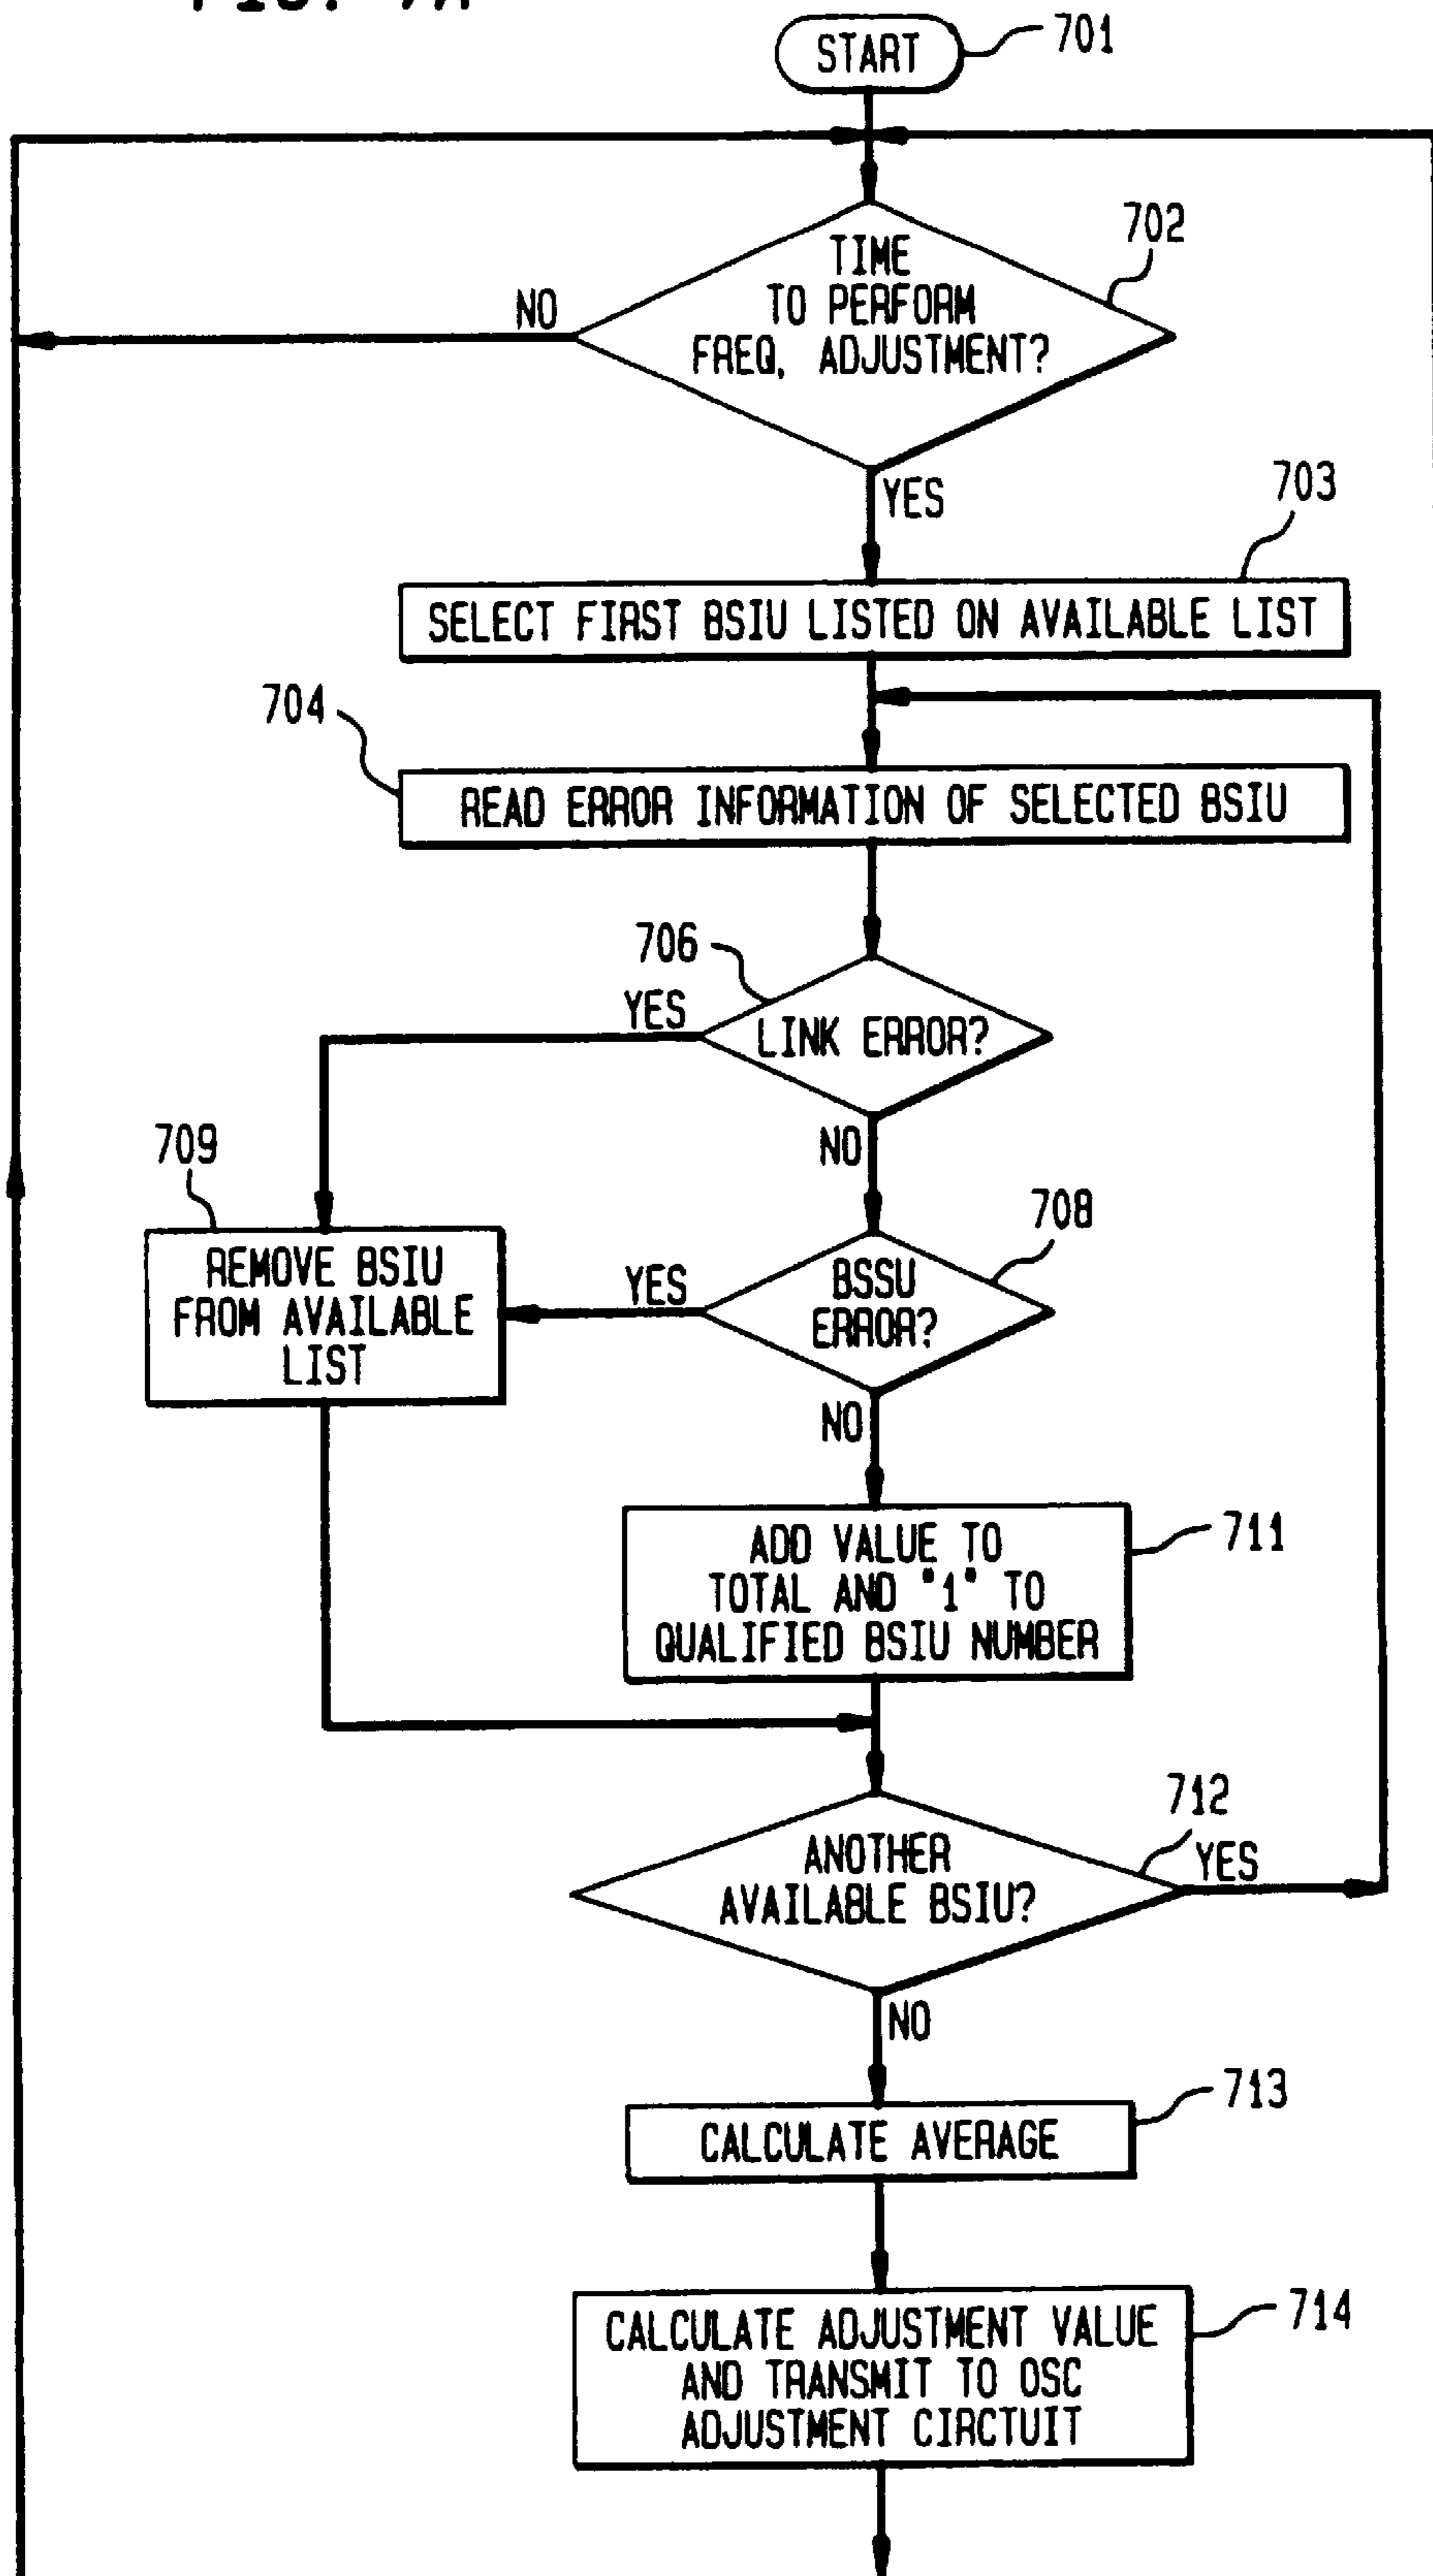 FIG. 7A
START
701
TIME
TO PERFORM
FREQ. ADJUSTMENT?
702
NO
YES
703
SELECT FIRST BSIU LISTED ON AVAILABLE LIST
704
READ ERROR INFORMATION OF SELECTED BSIU
706
YES
LINK ERROR?
NO
709
REMOVE BSIU
FROM AVAILABLE
LIST
708
YES
BSSU
ERROR?
NO
711
ADD VALUE TO
TOTAL AND "1" TO
QUALIFIED BSIU NUMBER
712
ANOTHER
AVAILABLE BSIU?
YES
NO
713
CALCULATE AVERAGE
714
CALCULATE ADJUSTMENT VALUE
AND TRANSMIT TO OSC
ADJUSTMENT CIRCTUIT